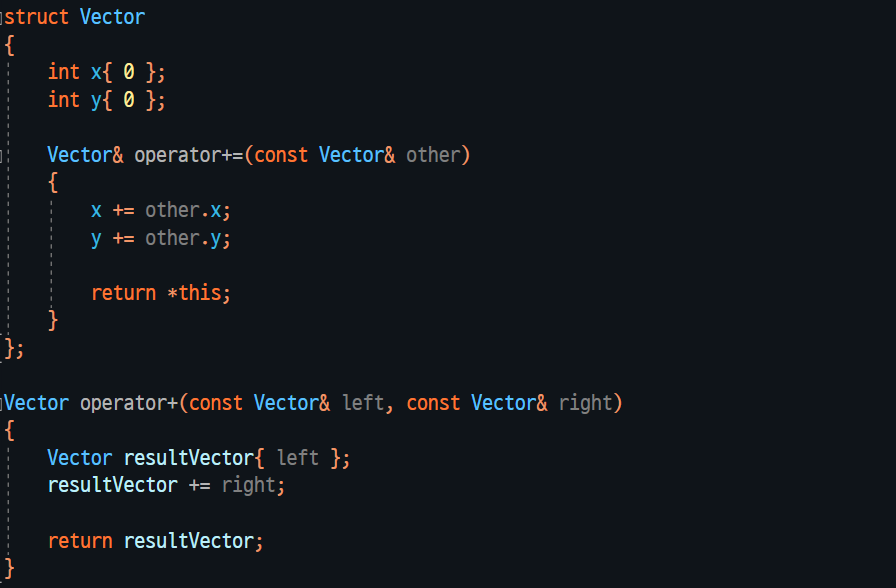 struct Vector
{
    int x{ 0 };
    int y{ 0 };

    Vector& operator+=(const Vector& other)
    {
        x += other.x;
        y += other.y;

        return *this;
    }
};

Vector operator+(const Vector& left, const Vector& right)
{
    Vector resultVector{ left };
    resultVector += right;

    return resultVector;
}